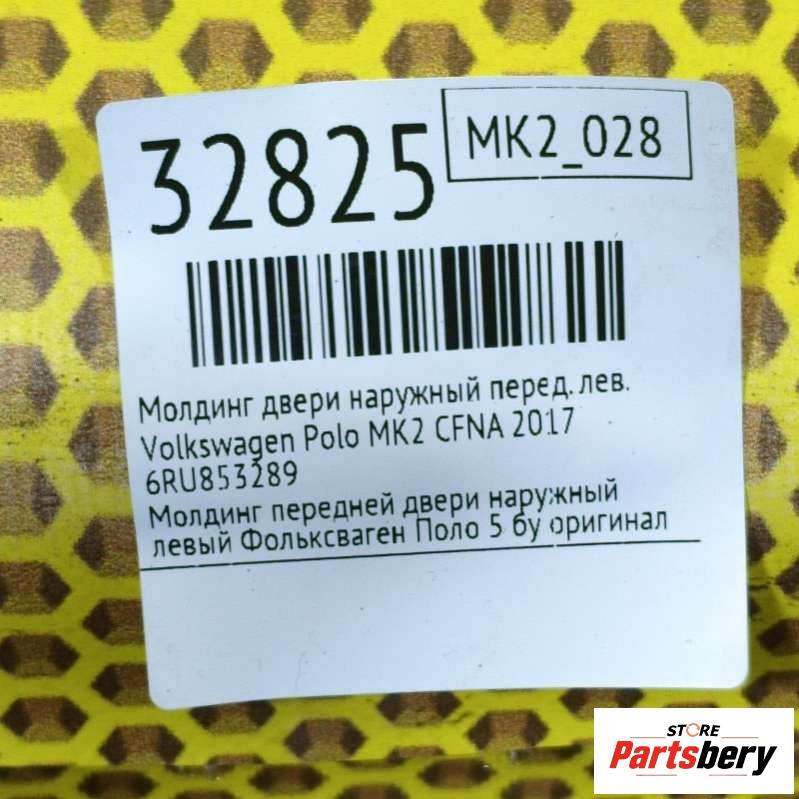 32825
MK2_028
Молдинг двери наружный перед. лев.
Volkswagen Polo MK2 CFNA 2017
6RU853289
Молдинг передней двери наружный
левый Фольксваген Поло 5 бу оригинал
STORE
Partsbery